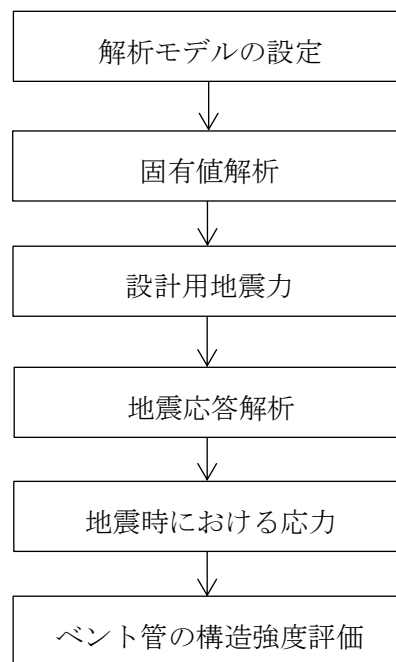 解析モデルの設定
固有値解析
設計用地震力
地震応答解析
地震時における応力
ベント管の構造強度評価